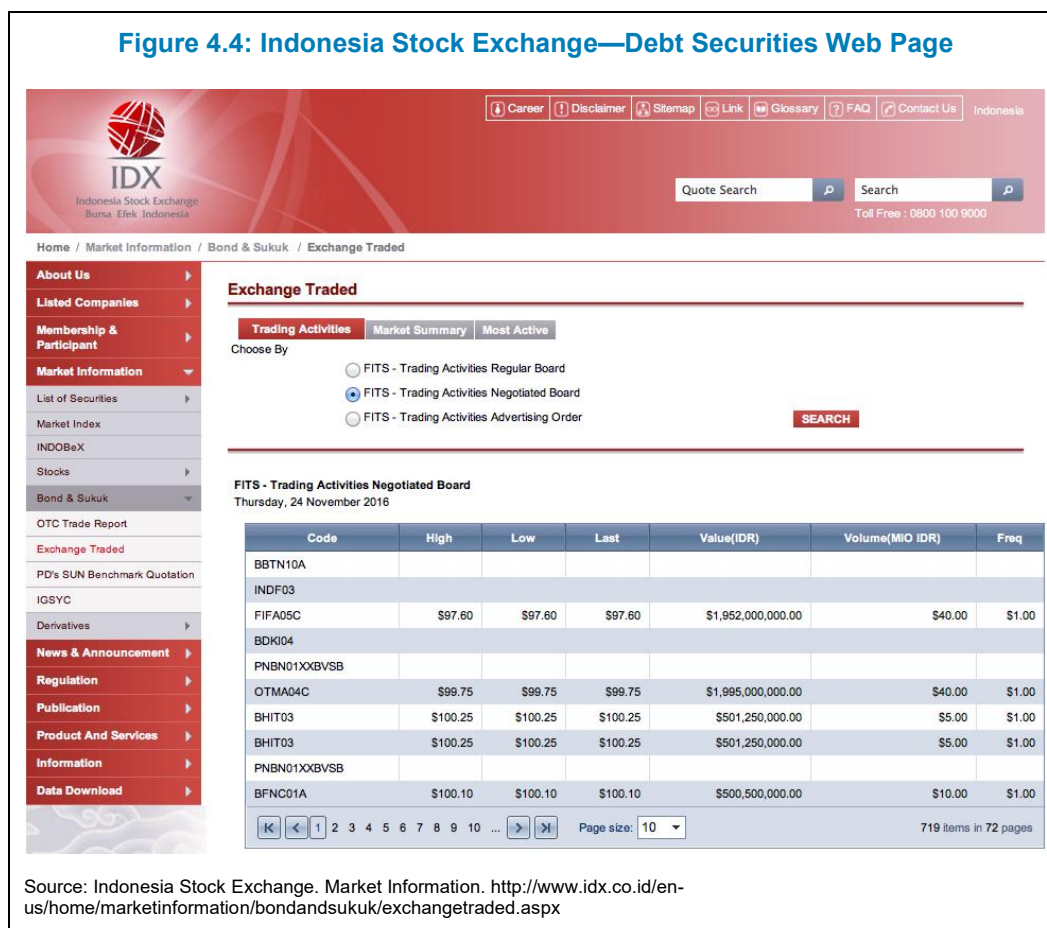 Figure 4.4: Indonesia Stock Exchange—Debt Securities Web Page
Career Disclaimer Sitemap Link Glossary FAQ Contact Us Indonesia
IDX
Indonesia Stock Exchange
Bursa Efek Indonesia
Quote Search Search
Toll Free : 0800 100 9000
Home / Market Information / Bond & Sukuk / Exchange Traded
About Us
Listed Companies
Membership &
Participant
Market Information
List of Securities
Market Index
INDOBeX
Stocks
Bond & Sukuk
OTC Trade Report
Exchange Traded
PD's SUN Benchmark Quotation
IGSYC
Derivatives
News & Announcement
Regulation
Publication
Product And Services
Information
Data Download
Exchange Traded
Trading Activities Market Summary Most Active
Choose By
FITS - Trading Activities Regular Board
FITS - Trading Activities Negotiated Board
FITS - Trading Activities Advertising Order
SEARCH
FITS - Trading Activities Negotiated Board
Thursday, 24 November 2016
Code High Low Last Value(IDR) Volume(MIO IDR) Freq
BBTN10A
INDF03
FIFA05C $97.60 $97.60 $97.60 $1,952,000,000.00 $40.00 $1.00
BDKI04
PNBN01XXBVSB
OTMA04C $99.75 $99.75 $99.75 $1,995,000,000.00 $40.00 $1.00
BHIT03 $100.25 $100.25 $100.25 $501,250,000.00 $5.00 $1.00
BHIT03 $100.25 $100.25 $100.25 $501,250,000.00 $5.00 $1.00
PNBN01XXBVSB
BFNC01A $100.10 $100.10 $100.10 $500,500,000.00 $10.00 $1.00
1 2 3 4 5 6 7 8 9 10 ... Page size: 10 719 items in 72 pages
Source: Indonesia Stock Exchange. Market Information. http://www.idx.co.id/en-
us/home/marketinformation/bondandsukuk/exchangetraded.aspx